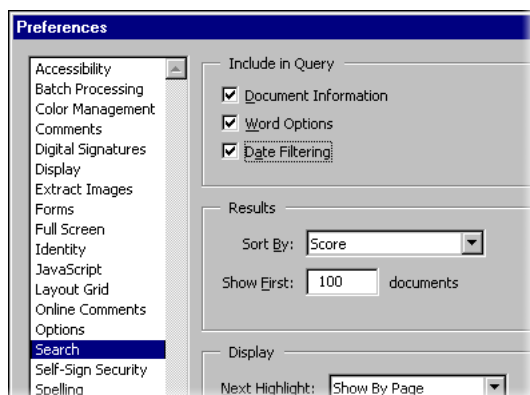 Preferences
Accessibility
Batch Processing
Color Management
Comments
Digital Signatures
Display
Extract Images
Forms
Full Screen
Identity
JavaScript
Layout Grid
Online Comments
Options
Search
Self-Sign Security
Spelling
Include in Query
Document Information
Word Options
Date Filtering
Results
Sort By: Score
Show First: 100 documents
Display
Next Highlight: Show By Page